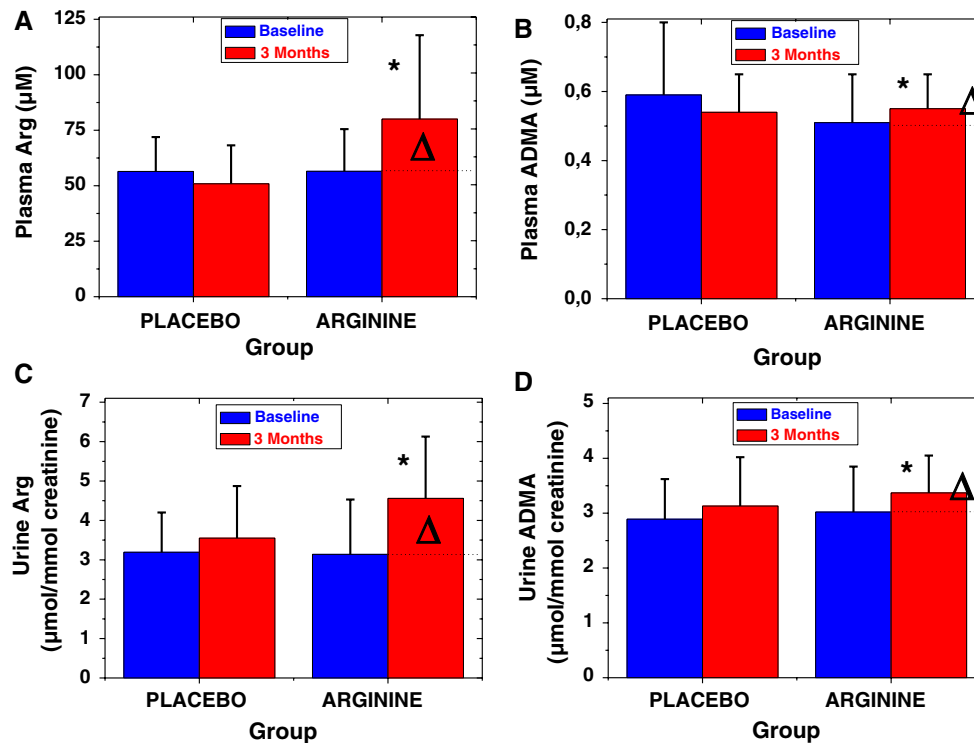 A
Plasma Arg (µM)
125
100
75
50
25
0
Baseline
3 Months
*
Δ
PLACEBO
ARGININE
Group
B
Plasma ADMA (µM)
0,8
0,6
0,4
0,2
0,0
Baseline
3 Months
*
Δ
PLACEBO
ARGININE
Group
C
Urine Arg
(µmol/mmol creatinine)
7
6
5
4
3
2
1
0
Baseline
3 Months
*
Δ
PLACEBO
ARGININE
Group
D
Urine ADMA
(µmol/mmol creatinine)
5
4
3
2
1
0
Baseline
3 Months
*
Δ
PLACEBO
ARGININE
Group